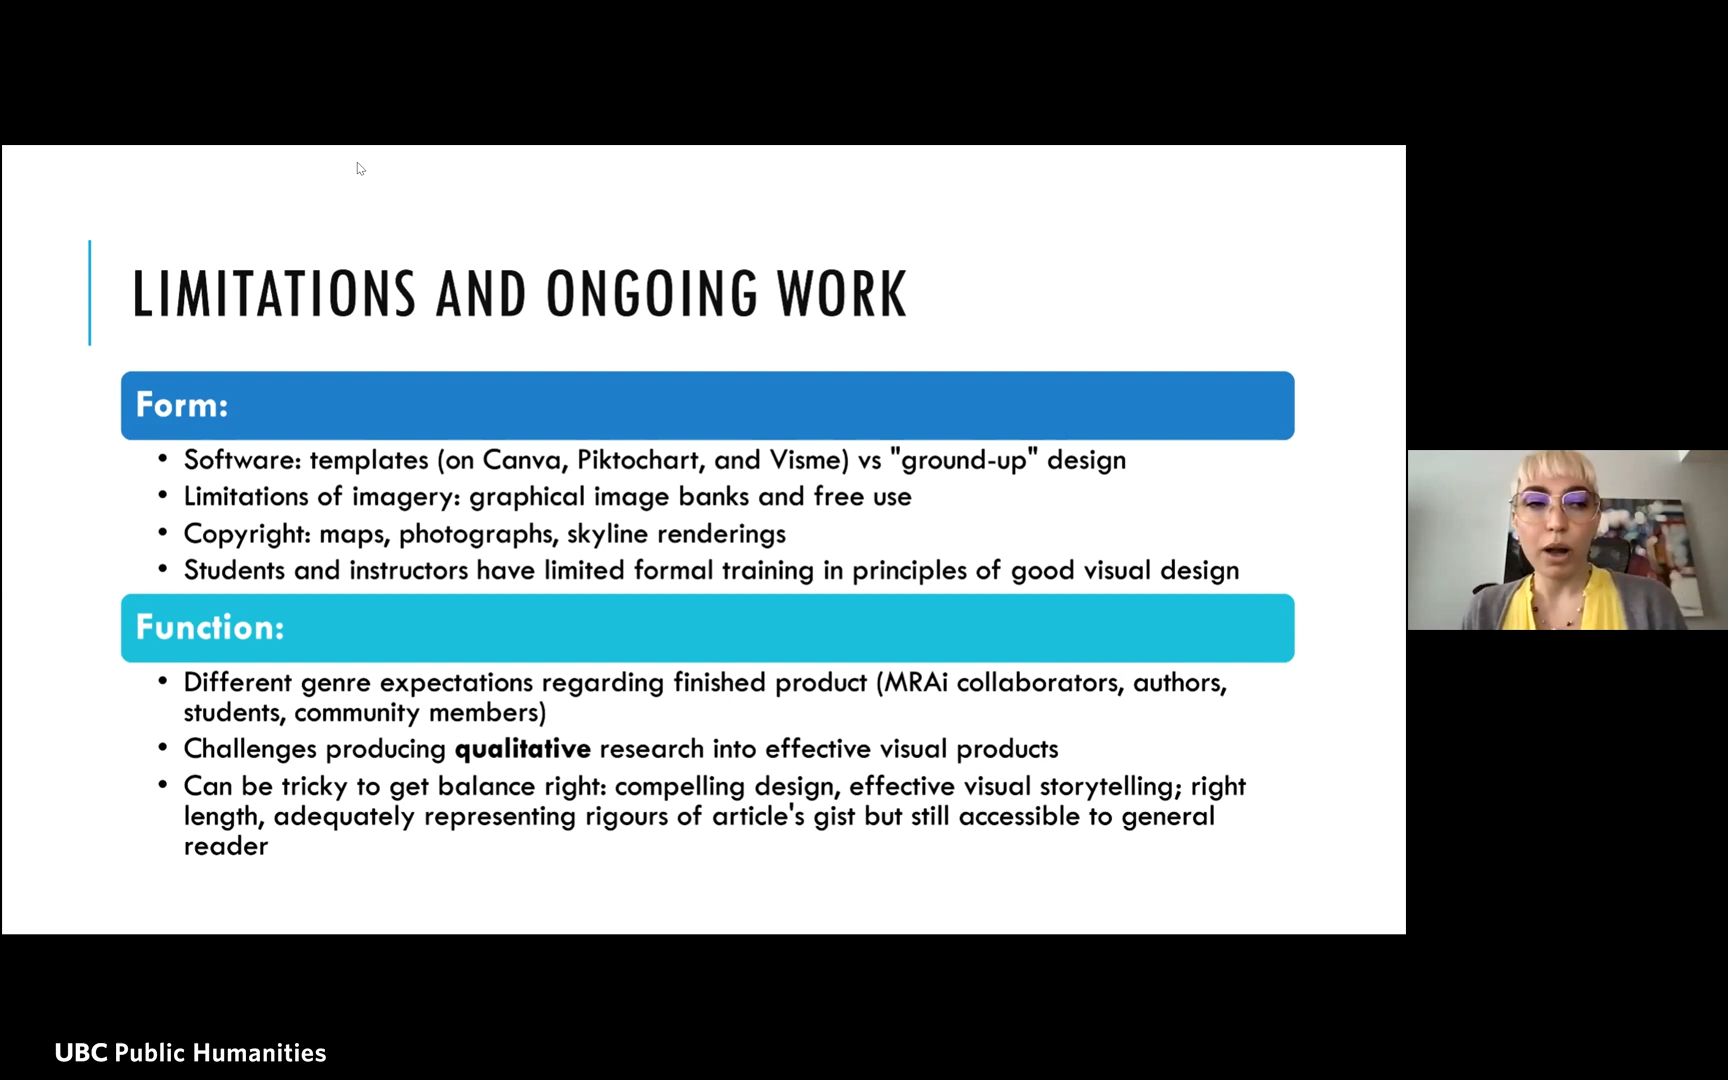 LIMITATIONS AND ONGOING WORK
Form:
• Software: templates (on Canva, Piktochart, and Visme) vs "ground-up" design
• Limitations of imagery: graphical image banks and free use
• Copyright: maps, photographs, skyline renderings
• Students and instructors have limited formal training in principles of good visual design
Function:
• Different genre expectations regarding finished product (MRAi collaborators, authors,
students, community members)
• Challenges producing qualitative research into effective visual products
• Can be tricky to get balance right: compelling design, effective visual storytelling; right
length, adequately representing rigours of article's gist but still accessible to general
reader
UBC Public Humanities